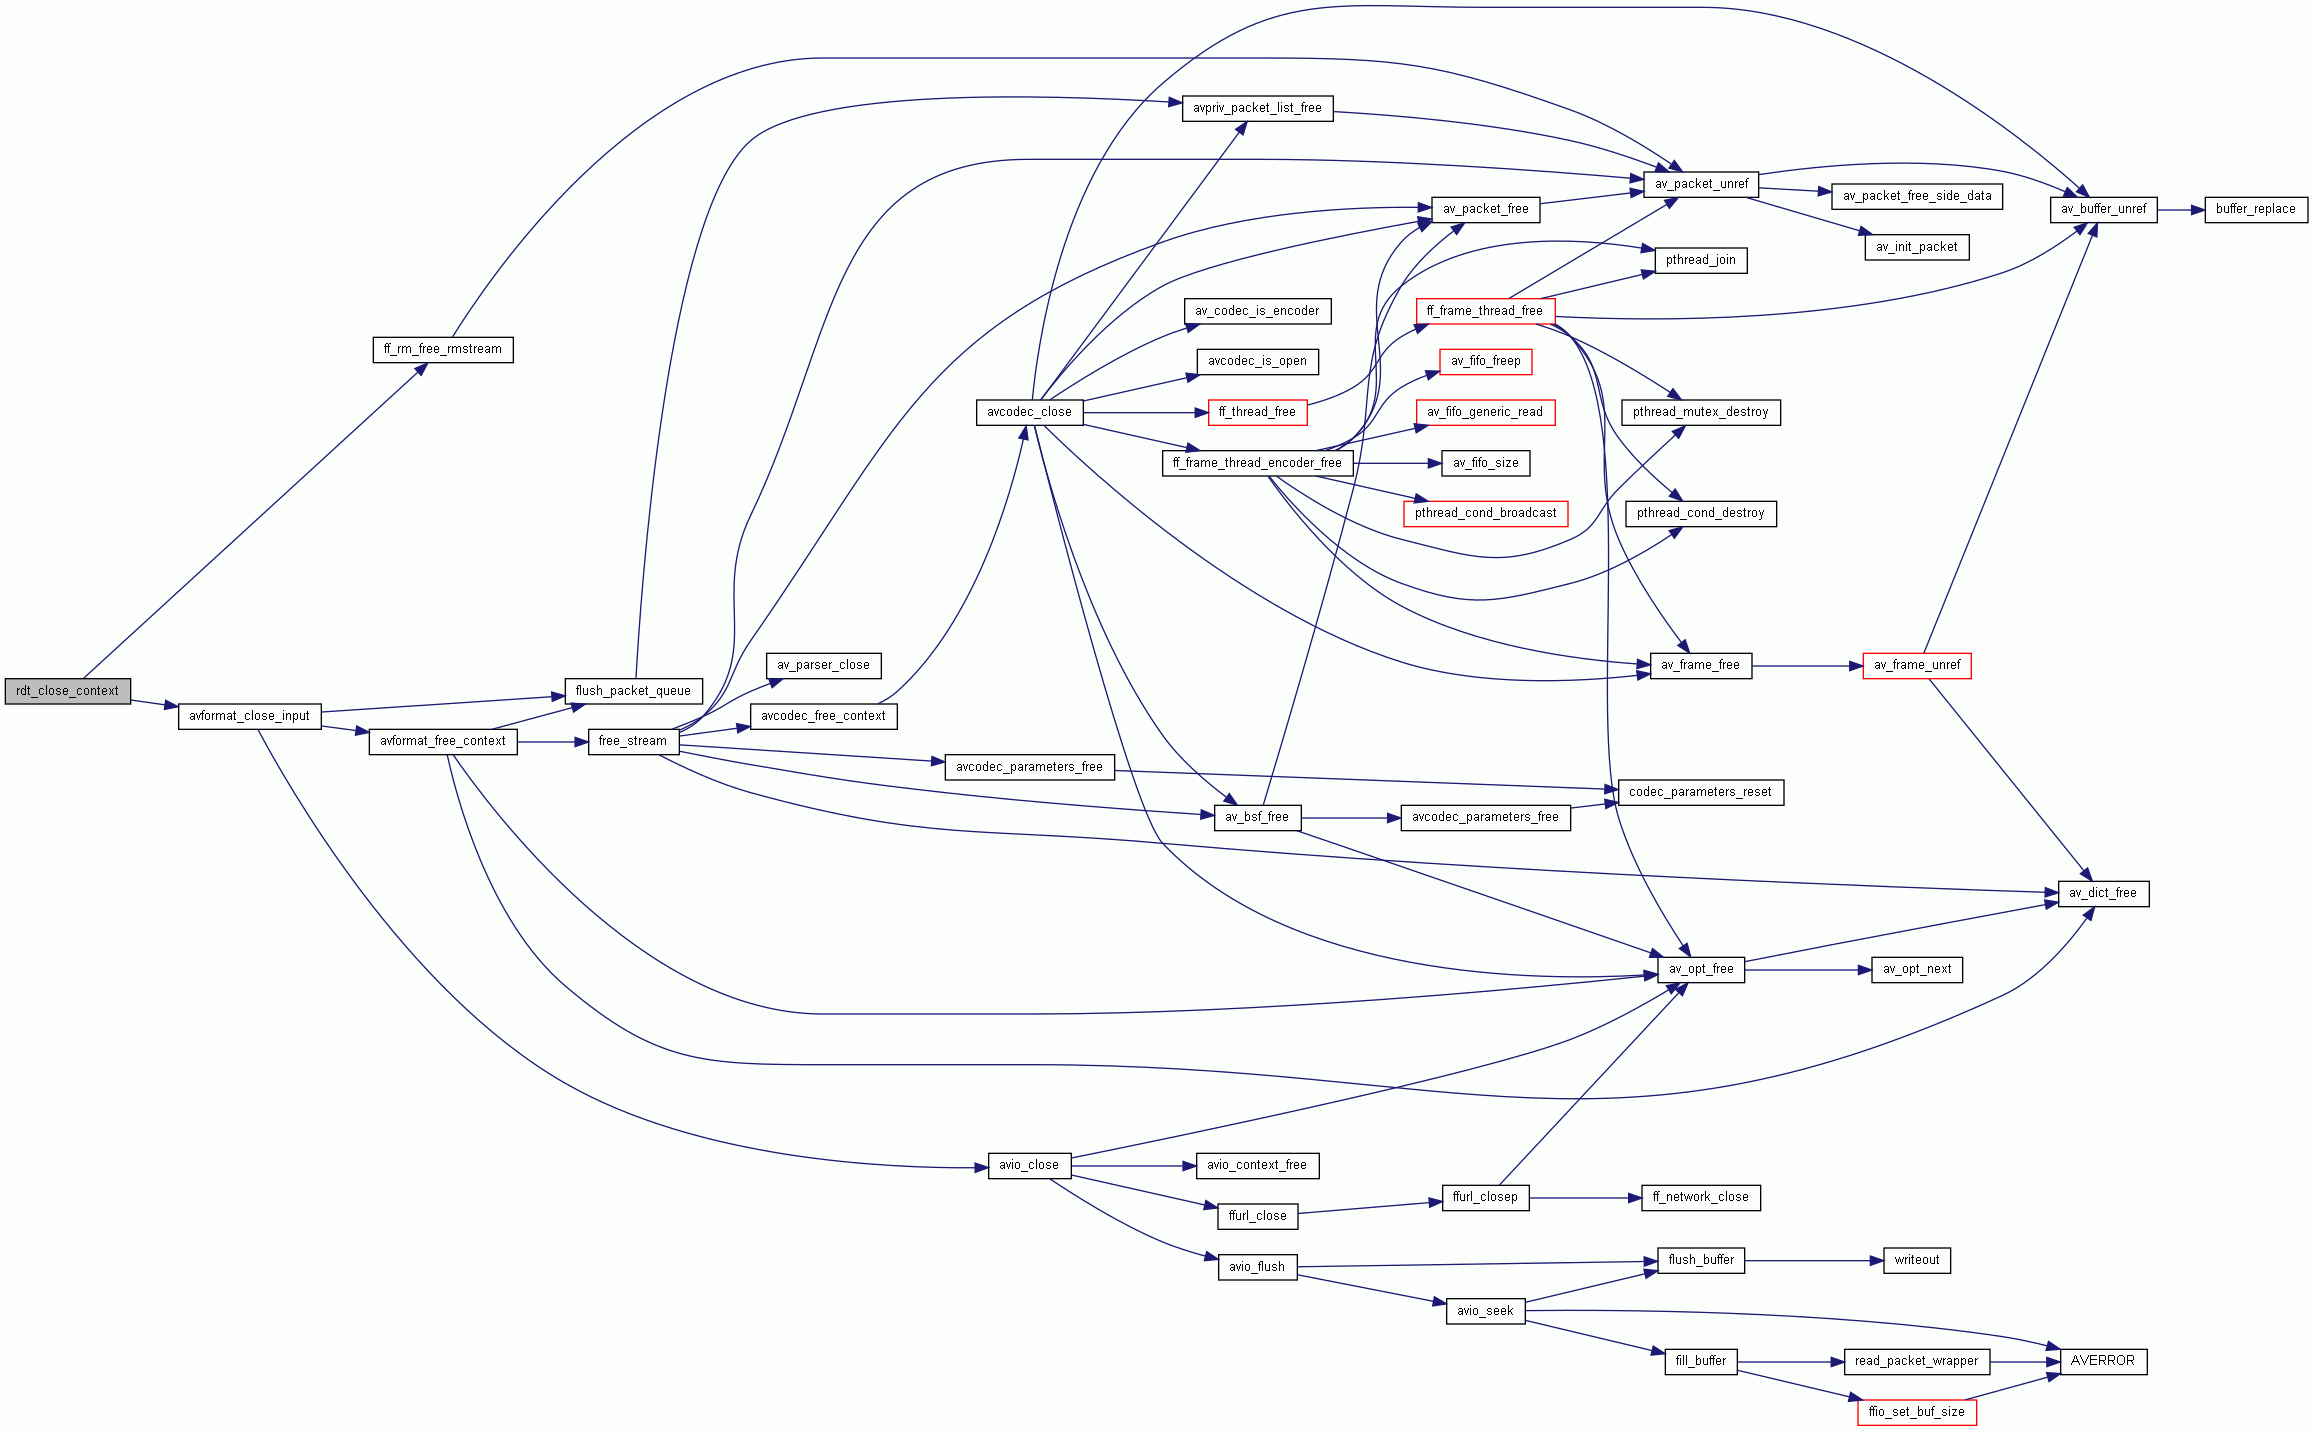 avpriv_packet_list_free
av_packet_unref
av_packet_free_side_data
av_packet_free
av_buffer_unref
buffer_replace
av_init_packet
pthread_join
av_codec_is_encoder
ff_frame_thread_free
ff_rm_free_rmstream
avcodec_is_open
av_fifo_freep
avcodec_close
ff_thread_free
av_fifo_generic_read
pthread_mutex_destroy
ff_frame_thread_encoder_free
av_fifo_size
pthread_cond_broadcast
pthread_cond_destroy
av_parser_close
av_frame_free
av_frame_unref
rdt_close_context
flush_packet_queue
avformat_close_input
avcodec_free_context
avformat_free_context
free_stream
avcodec_parameters_free
codec_parameters_reset
av_bsf_free
avcodec_parameters_free
av_dict_free
av_opt_free
av_opt_next
avio_close
avio_context_free
ffurl_closep
ff_network_close
ffurl_close
avio_flush
flush_buffer
writeout
avio_seek
fill_buffer
read_packet_wrapper
AVERROR
ffio_set_buf_size